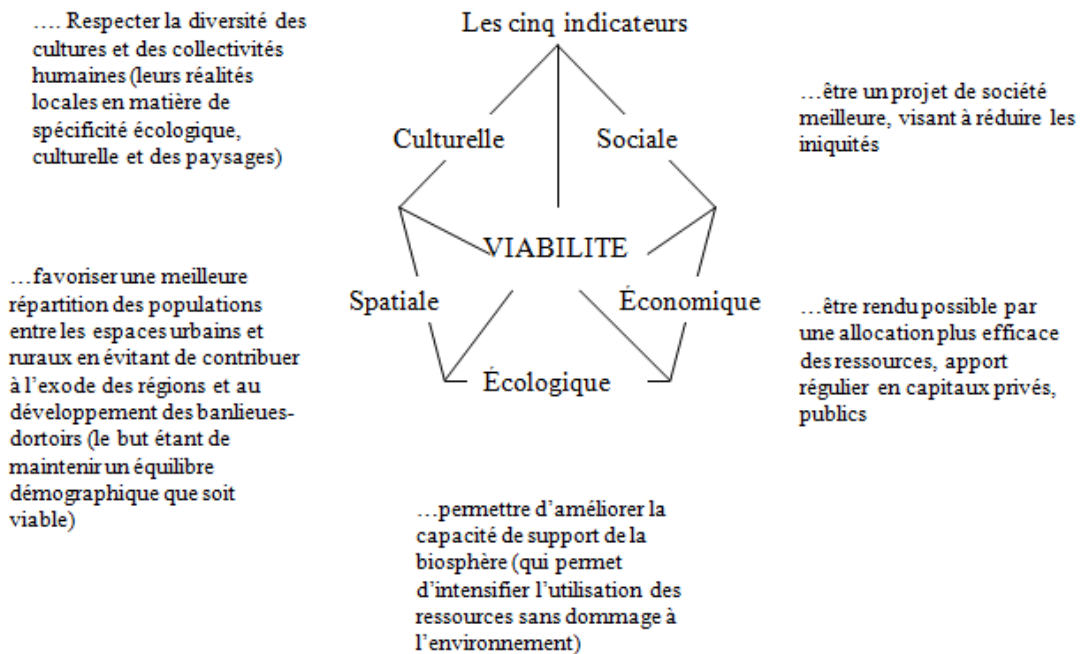 Les cinq indicateurs
…. Respecter la diversité des
cultures et des collectivités
humaines (leurs réalités
locales en matière de
spécificité écologique,
culturelle et des paysages)
Culturelle
Sociale
…être un projet de société
meilleure, visant à réduire les
iniquités
VIABILITE
…favoriser une meilleure
répartition des populations
entre les espaces urbains et
ruraux en évitant de contribuer
à l’exode des régions et au
développement des banlieues-
dortoirs (le but étant de
maintenir un équilibre
démographique que soit
viable)
Spatiale
Économique
…être rendu possible par
une allocation plus efficace
des ressources, apport
régulier en capitaux privés,
publics
Écologique
…permettre d’améliorer la
capacité de support de la
biosphère (qui permet
d’intensifier l’utilisation des
ressources sans dommage à
l’environnement)